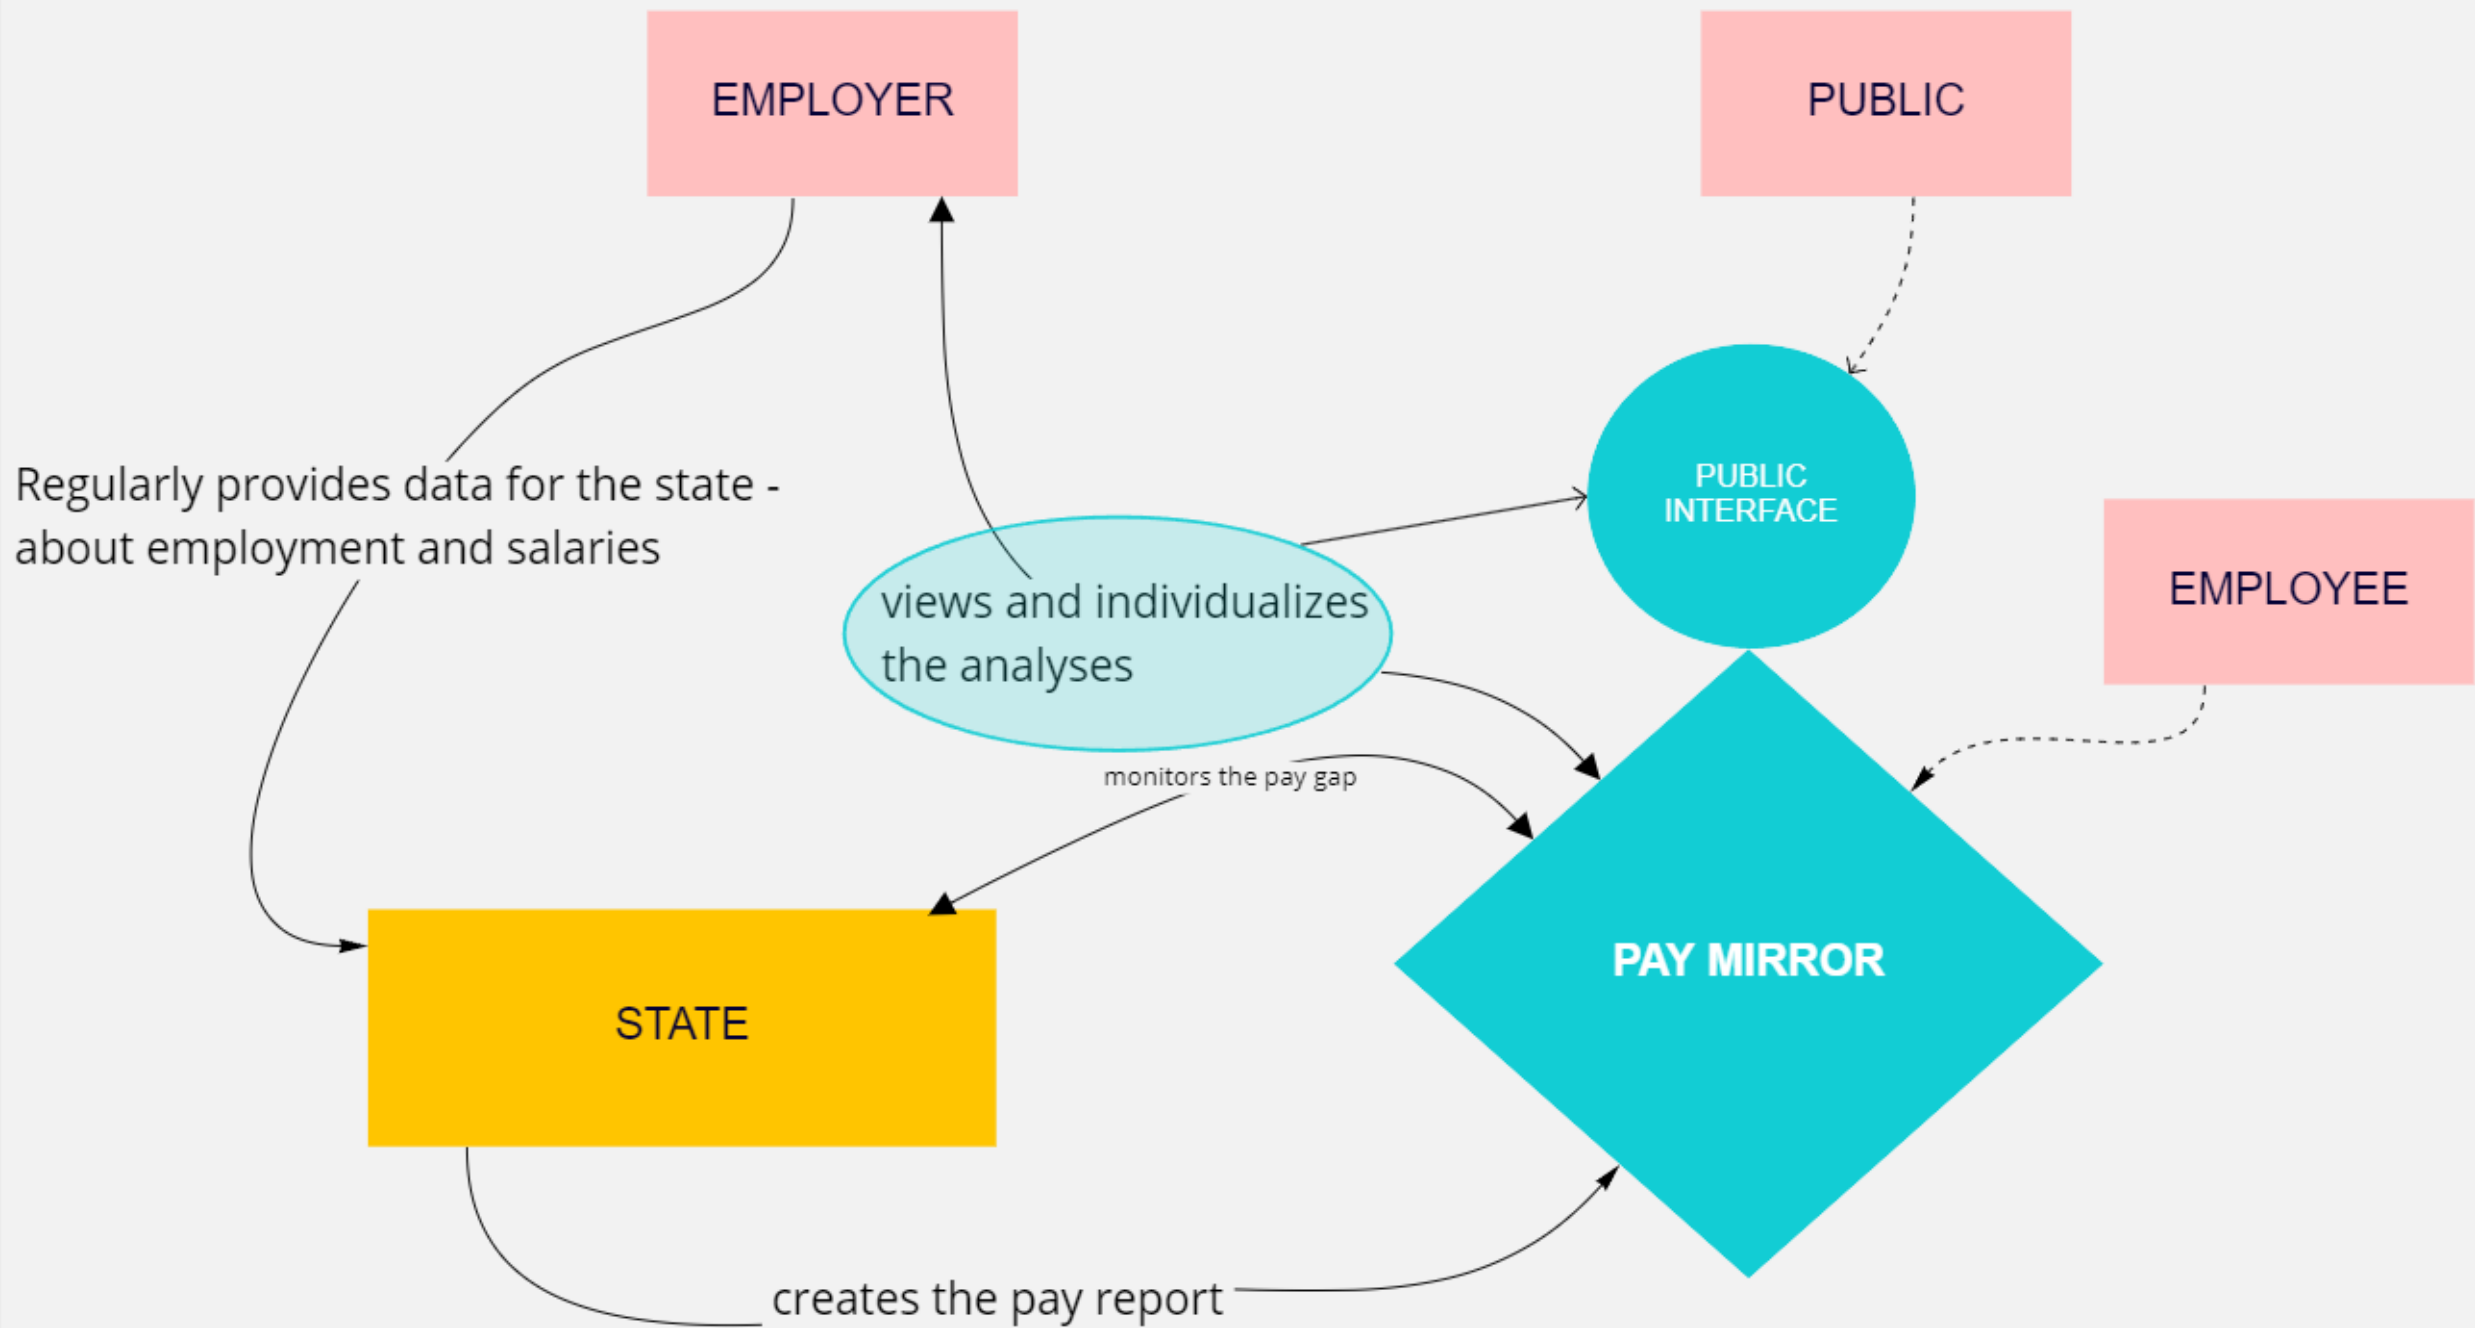 EMPLOYER
PUBLIC
Regularly provides data for the state -
about employment and salaries
PUBLIC
INTERFACE
EMPLOYEE
views and individualizes
the analyses
monitors the pay gap
PAY MIRROR
STATE
creates the pay report